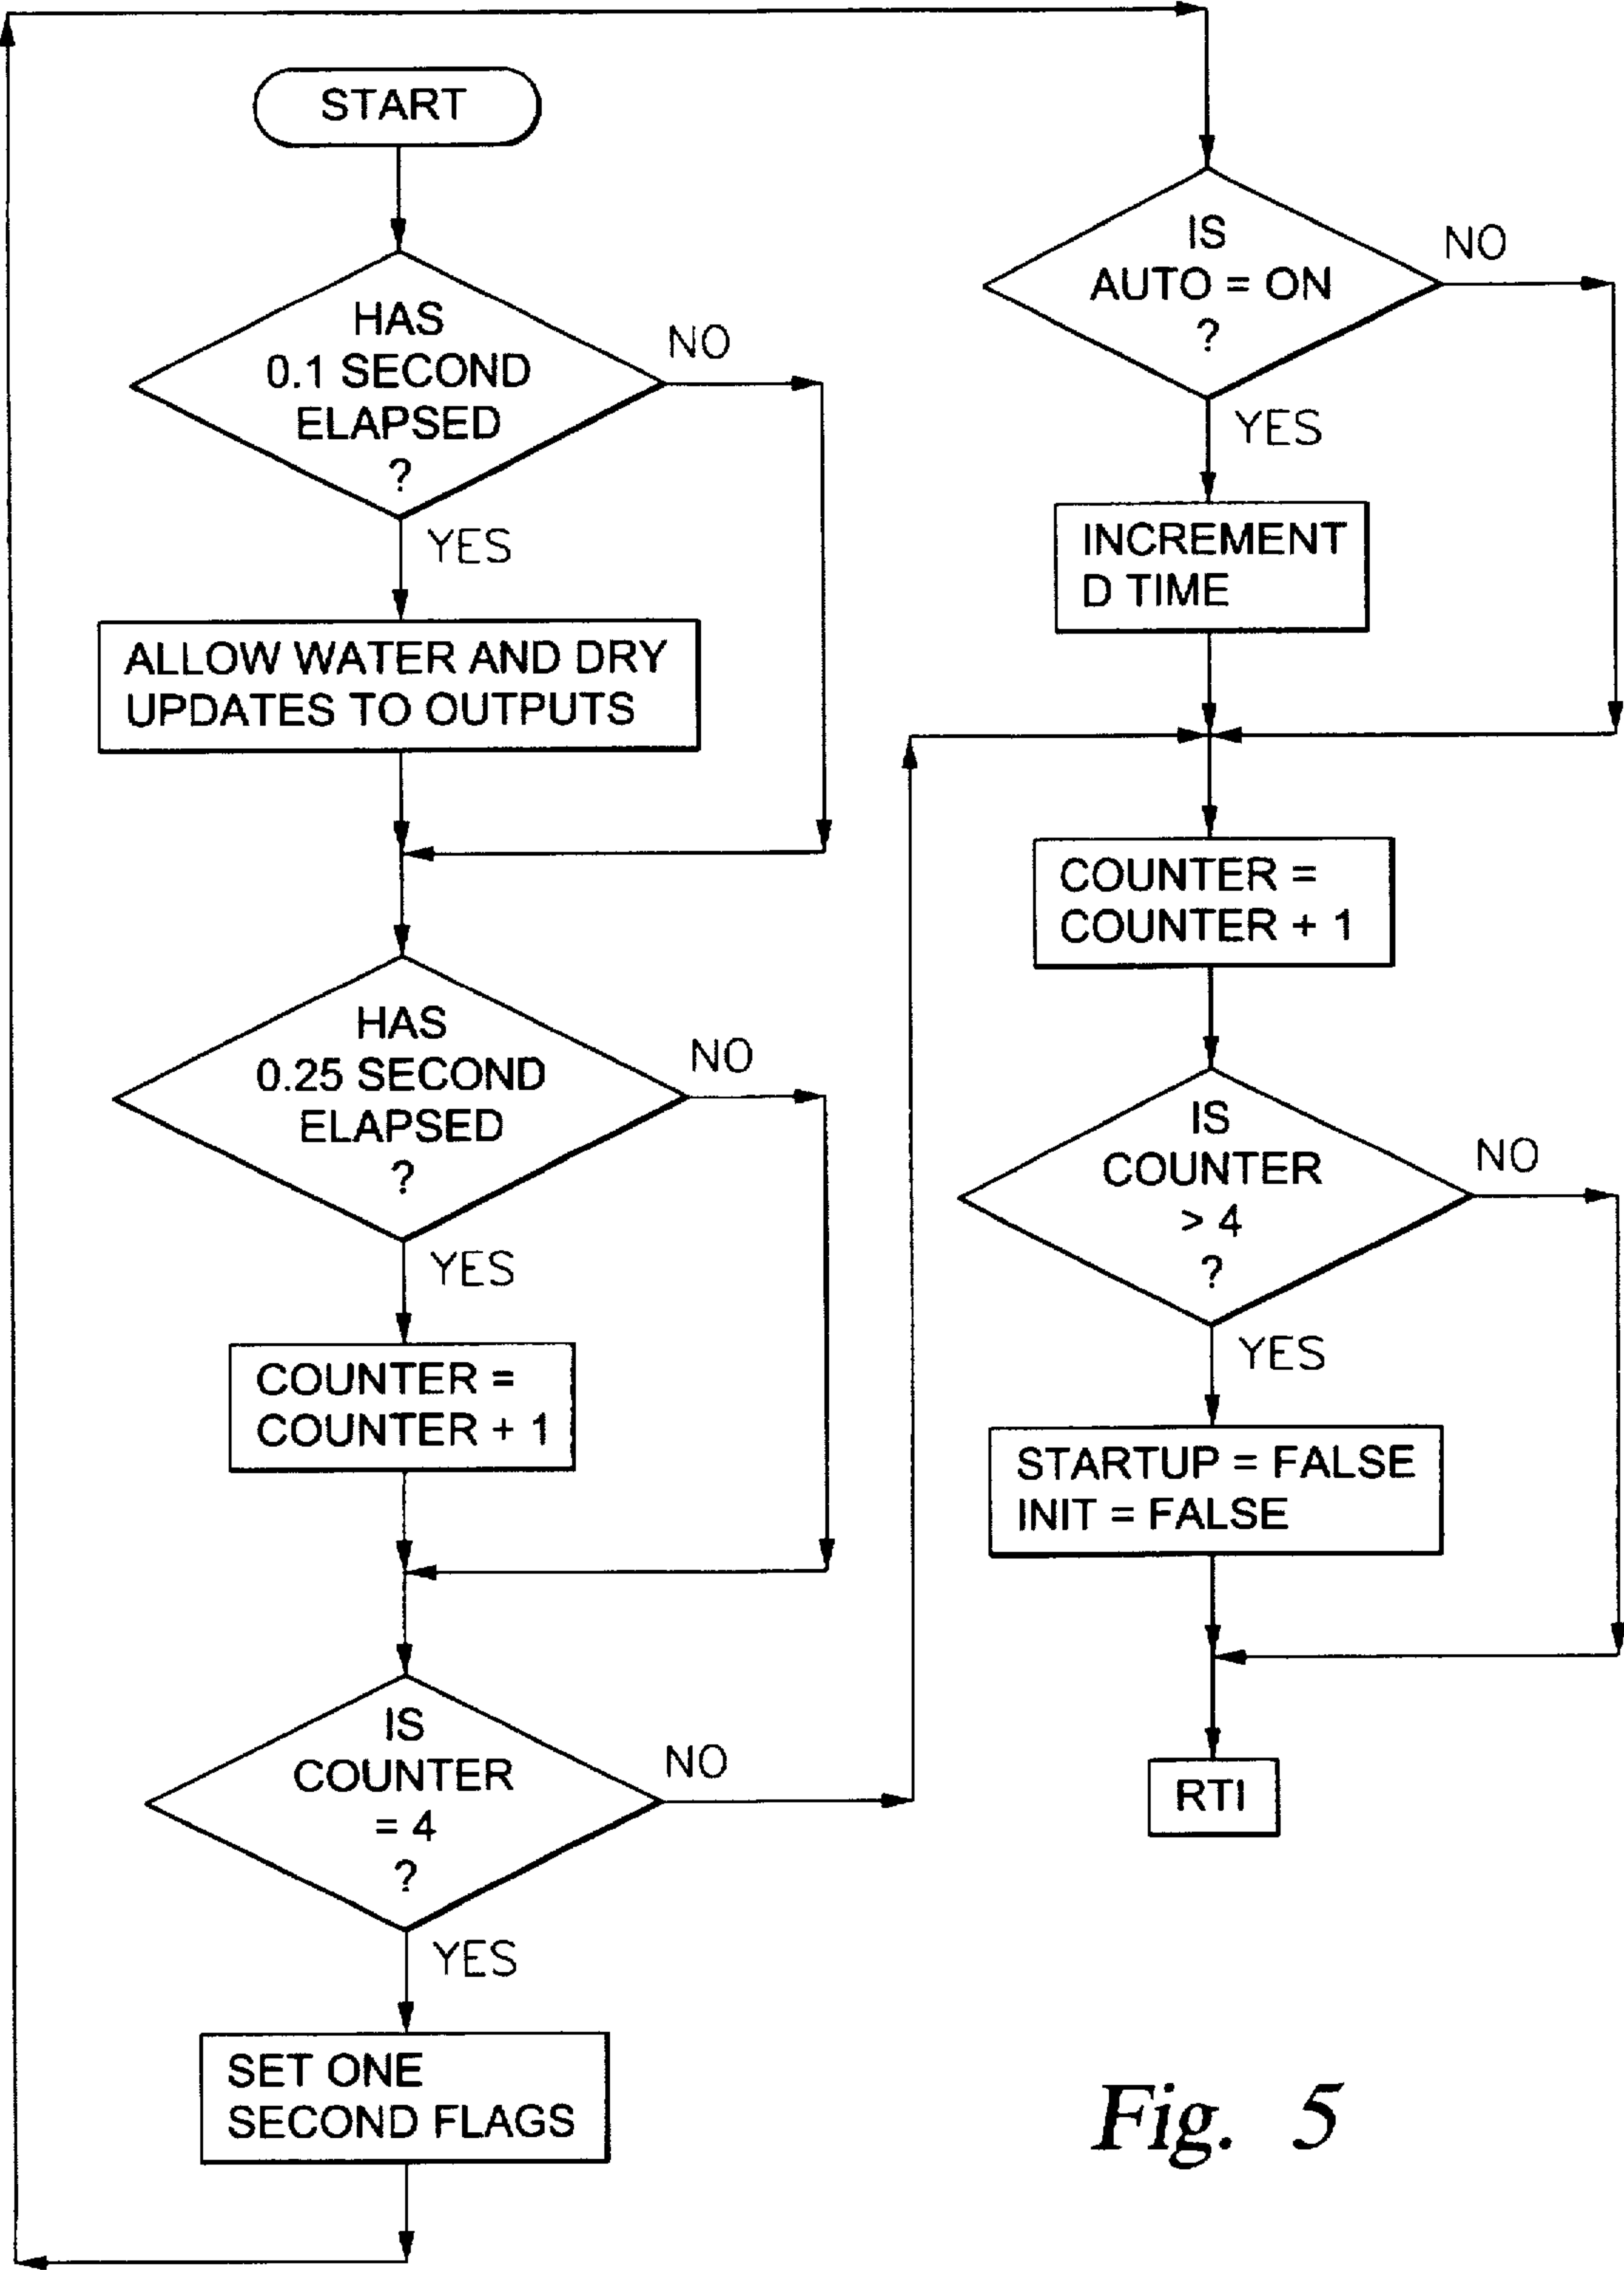 START
HAS
0.1 SECOND
ELAPSED
?
NO
YES
ALLOW WATER AND DRY
UPDATES TO OUTPUTS
HAS
0.25 SECOND
ELAPSED
?
NO
YES
COUNTER =
COUNTER + 1
IS
COUNTER
= 4
?
NO
YES
SET ONE
SECOND FLAGS
IS
AUTO = ON
?
NO
YES
INCREMENT
D TIME
COUNTER =
COUNTER + 1
IS
COUNTER
> 4
?
NO
YES
STARTUP = FALSE
INIT = FALSE
RTI
Fig. 5